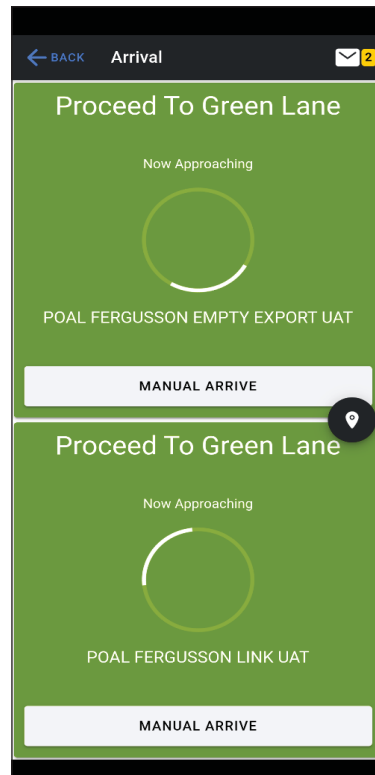 BACK Arrival 2
Proceed To Green Lane
Now Approaching
POAL FERGUSSON EMPTY EXPORT UAT
MANUAL ARRIVE
Proceed To Green Lane
Now Approaching
POAL FERGUSSON LINK UAT
MANUAL ARRIVE